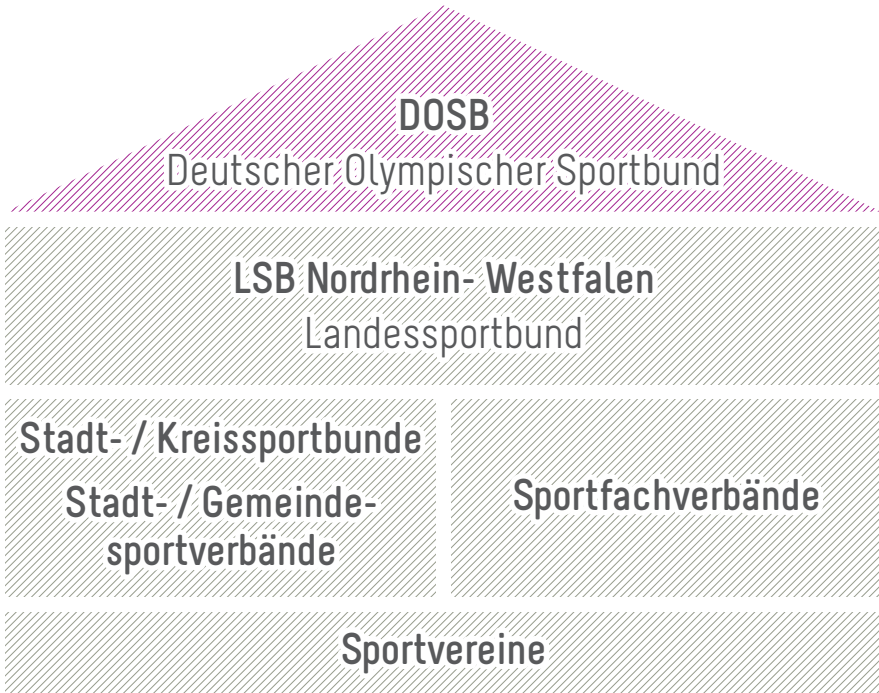 DOSB
Deutscher Olympischer Sportbund
LSB Nordrhein- Westfalen
Landessportbund
Stadt- / Kreissportbunde
Stadt- / Gemeinde-
sportverbände
Sportfachverbände
Sportvereine